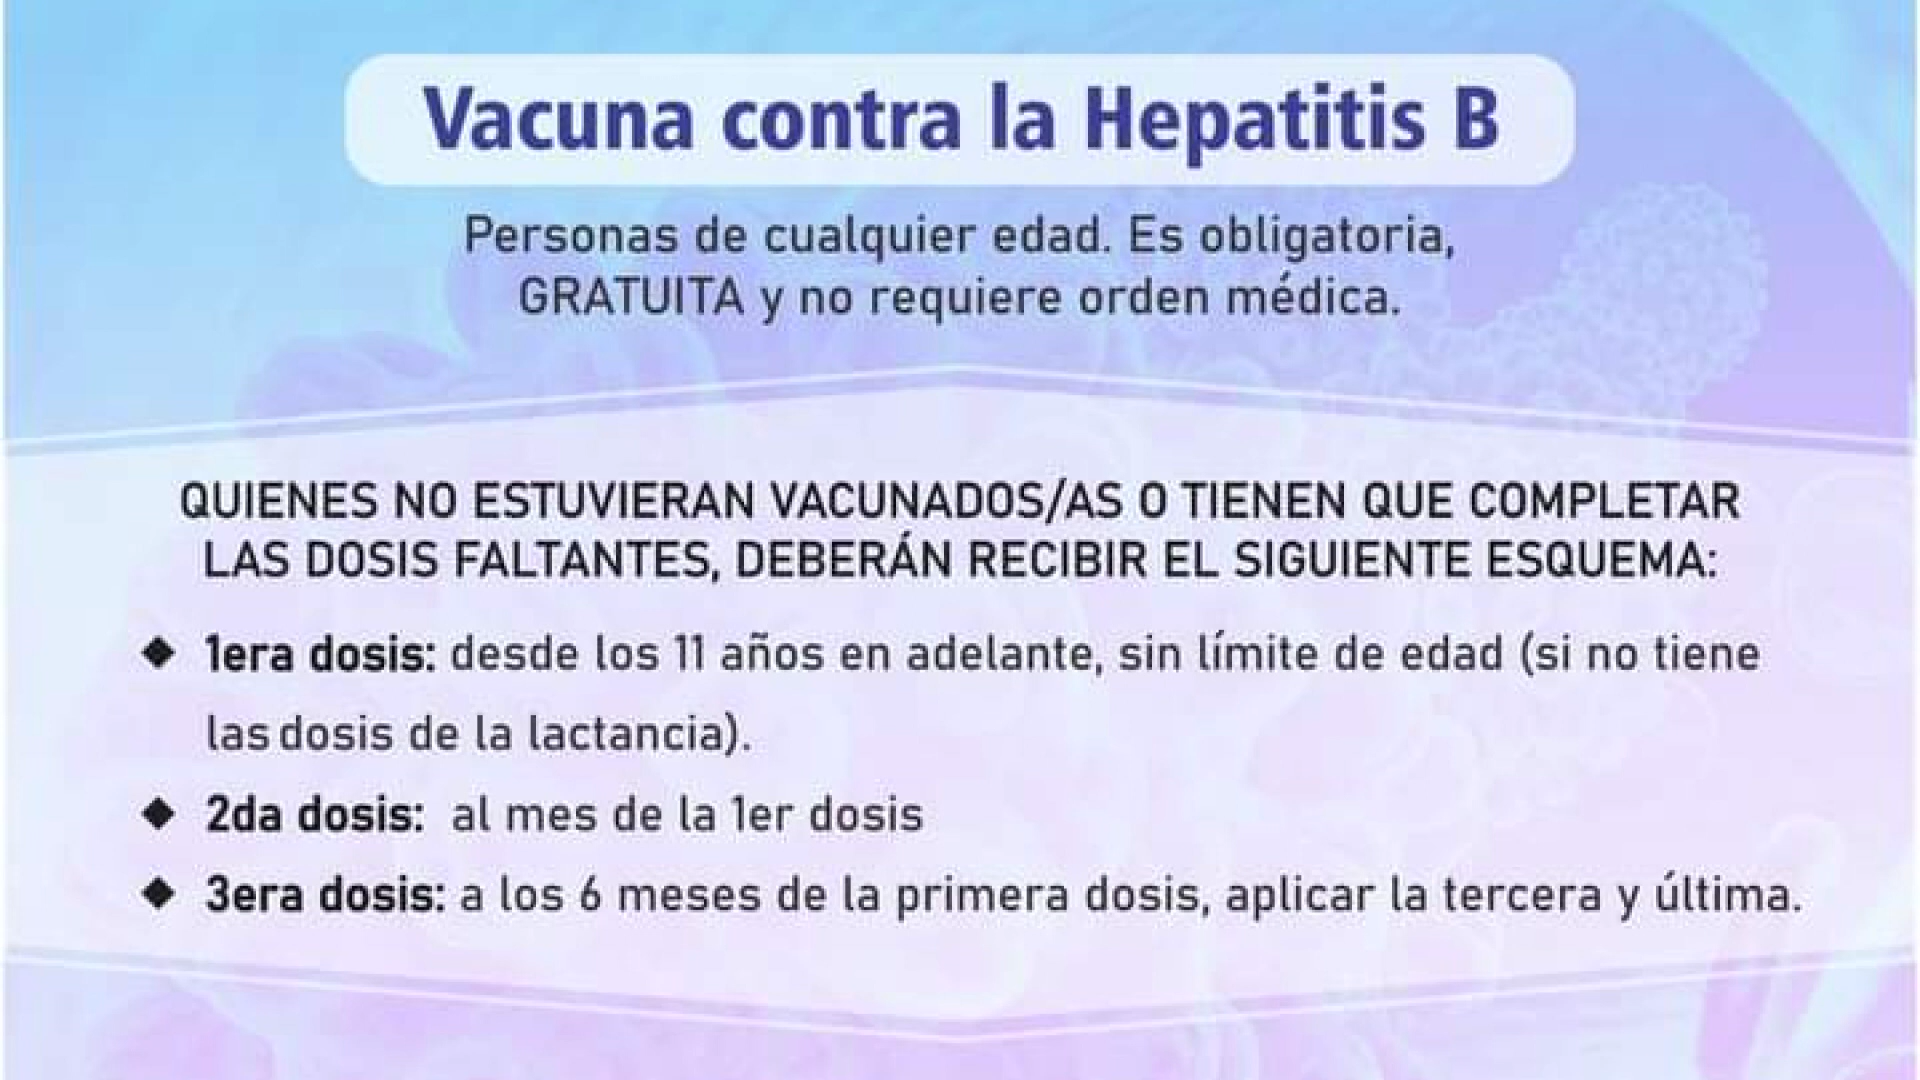 Vacuna contra la Hepatitis B
Personas de cualquier edad. Es obligatoria,
GRATUITA y no requiere orden médica.
QUIENES NO ESTUVIERAN VACUNADOS/AS O TIENEN QUE COMPLETAR
LAS DOSIS FALTANTES, DEBERÁN RECIBIR EL SIGUIENTE ESQUEMA:
◆ 1era dosis: desde los 11 años en adelante, sin límite de edad (si no tiene
las dosis de la lactancia).
◆ 2da dosis: al mes de la 1er dosis
◆ 3era dosis: a los 6 meses de la primera dosis, aplicar la tercera y última.